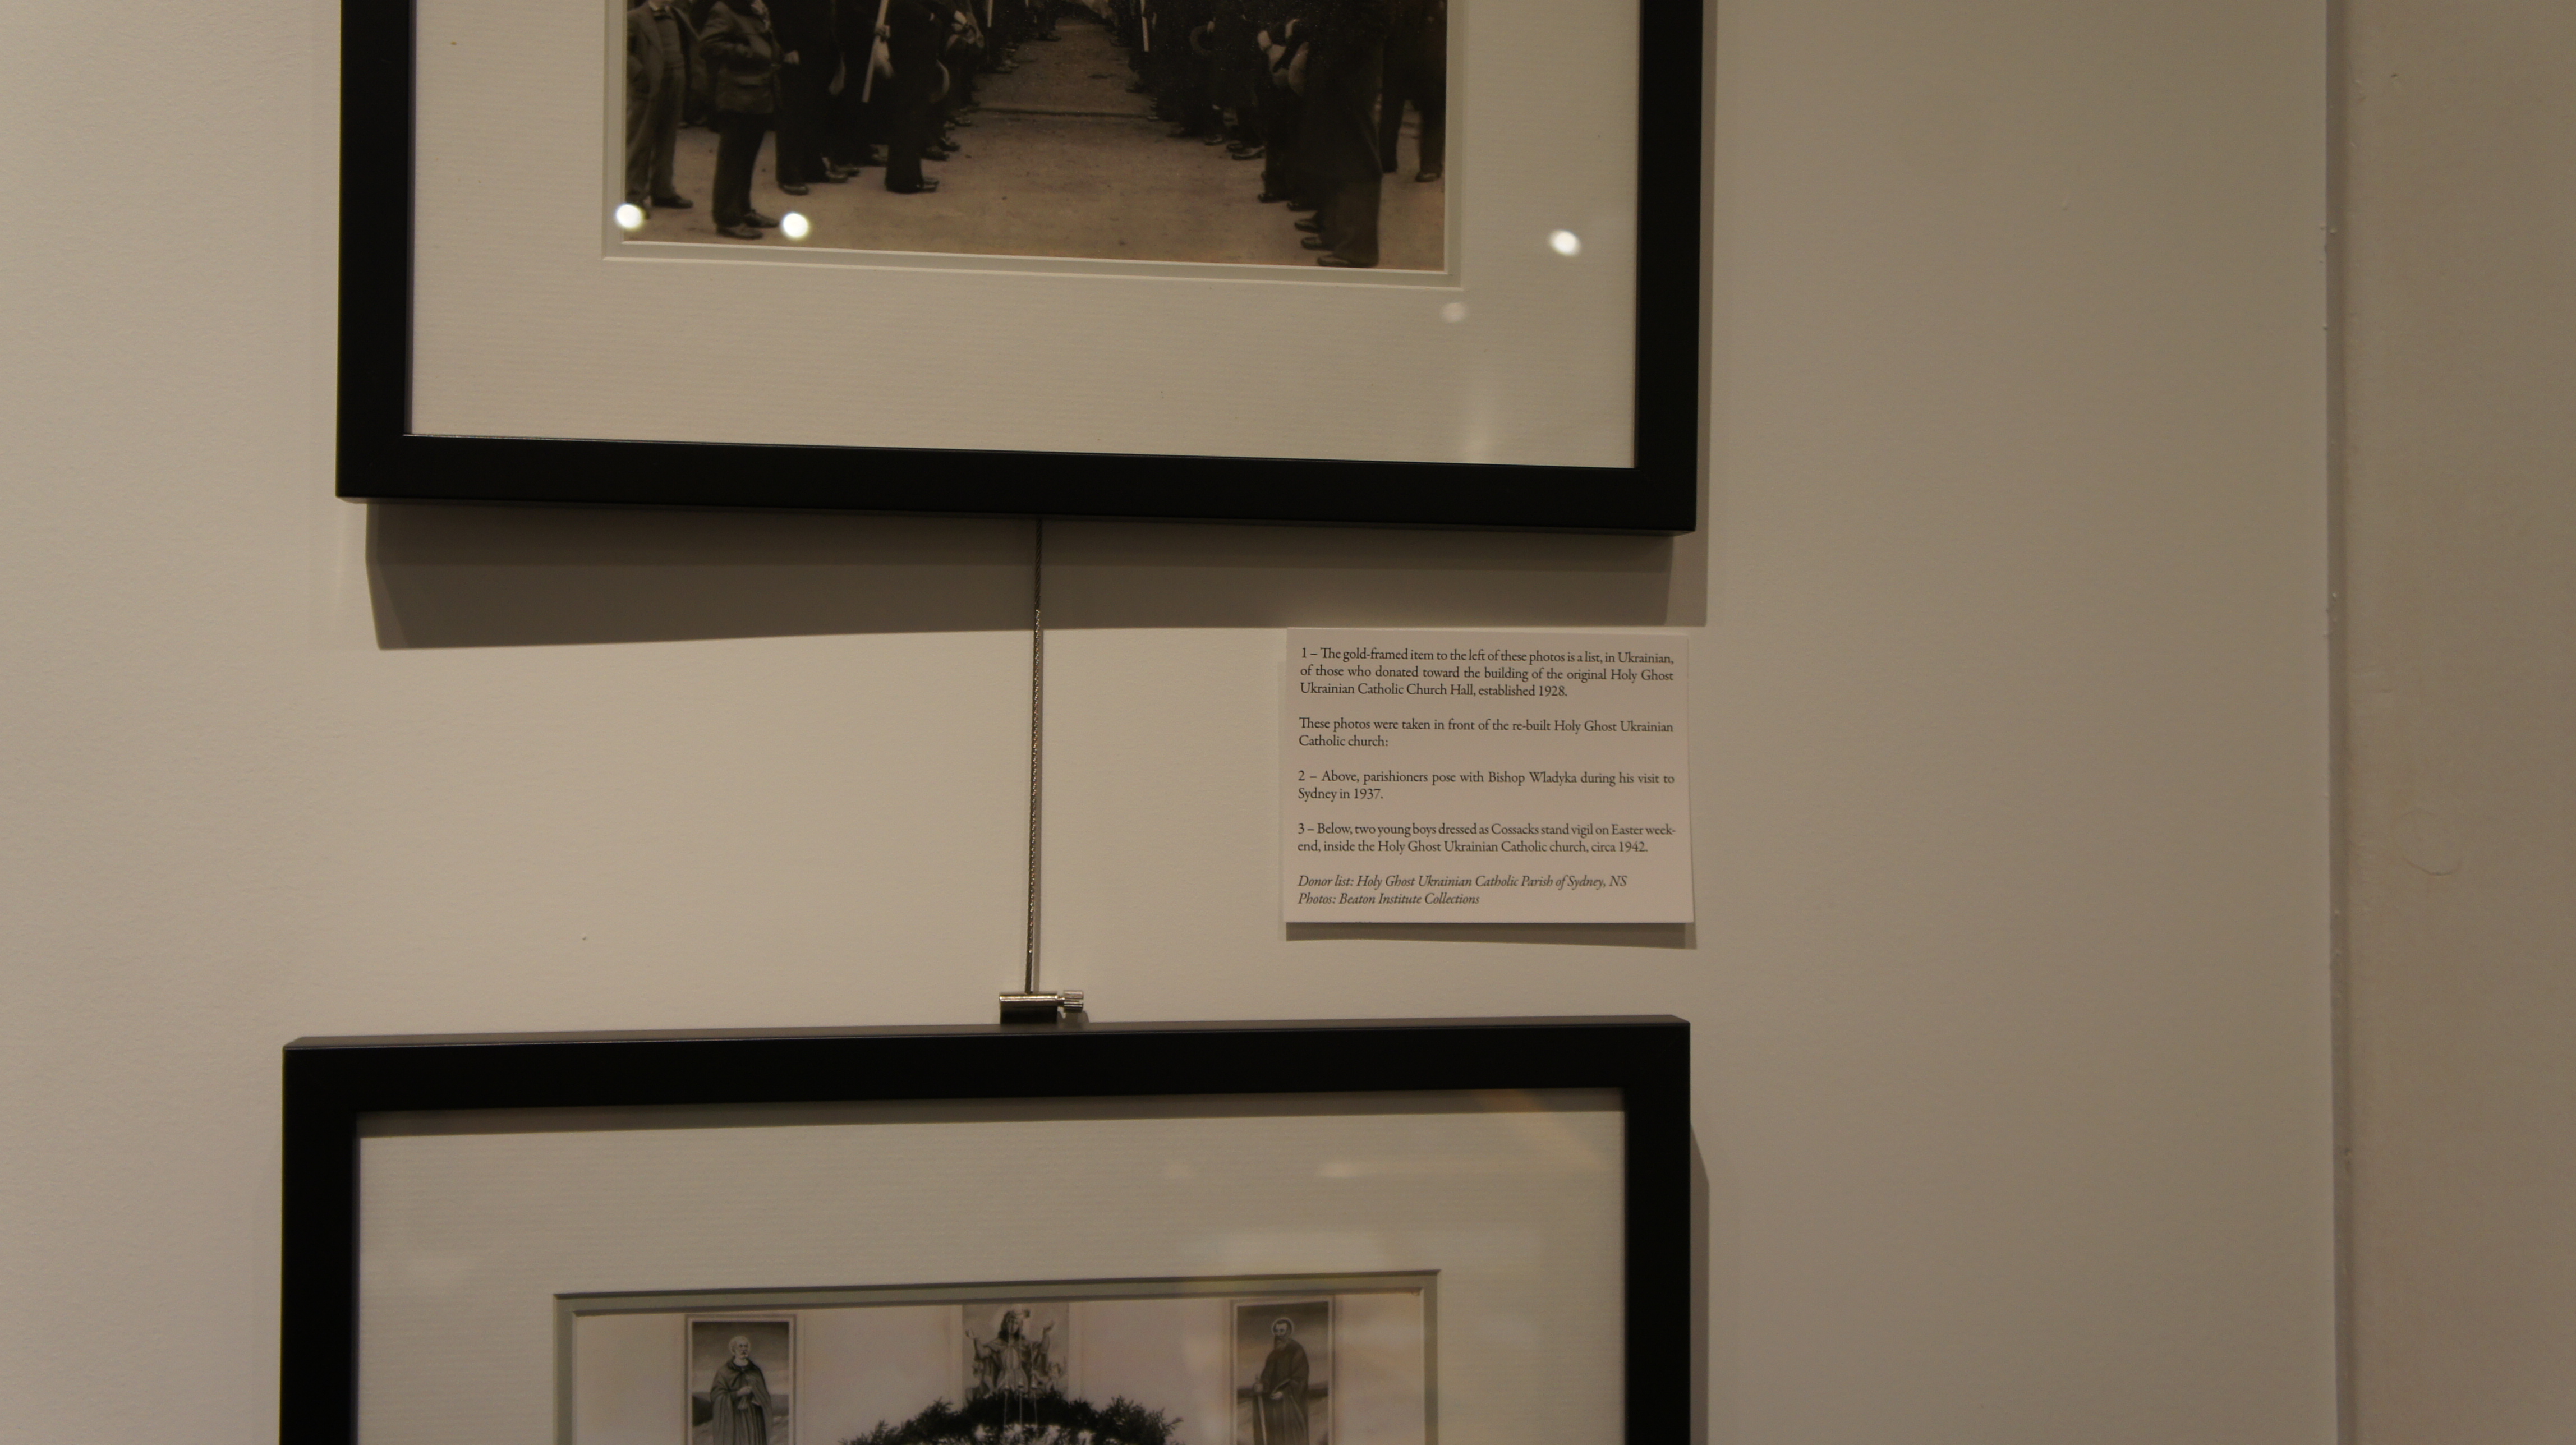 1 – The gold-framed item to the left of these photos is a list, in Ukrainian,
of those who donated toward the building of the original Holy Ghost
Ukrainian Catholic Church Hall, established 1928.
These photos were taken in front of the re-built Holy Ghost Ukrainian
Catholic church:
2 – Above, parishioners pose with Bishop Wladyka during his visit to
Sydney in 1937.
3 – Below, two young boys dressed as Cossacks stand vigil on Easter week-
end, inside the Holy Ghost Ukrainian Catholic church, circa 1942.
Donor list: Holy Ghost Ukrainian Catholic Parish of Sydney, NS
Photos: Beaton Institute Collections